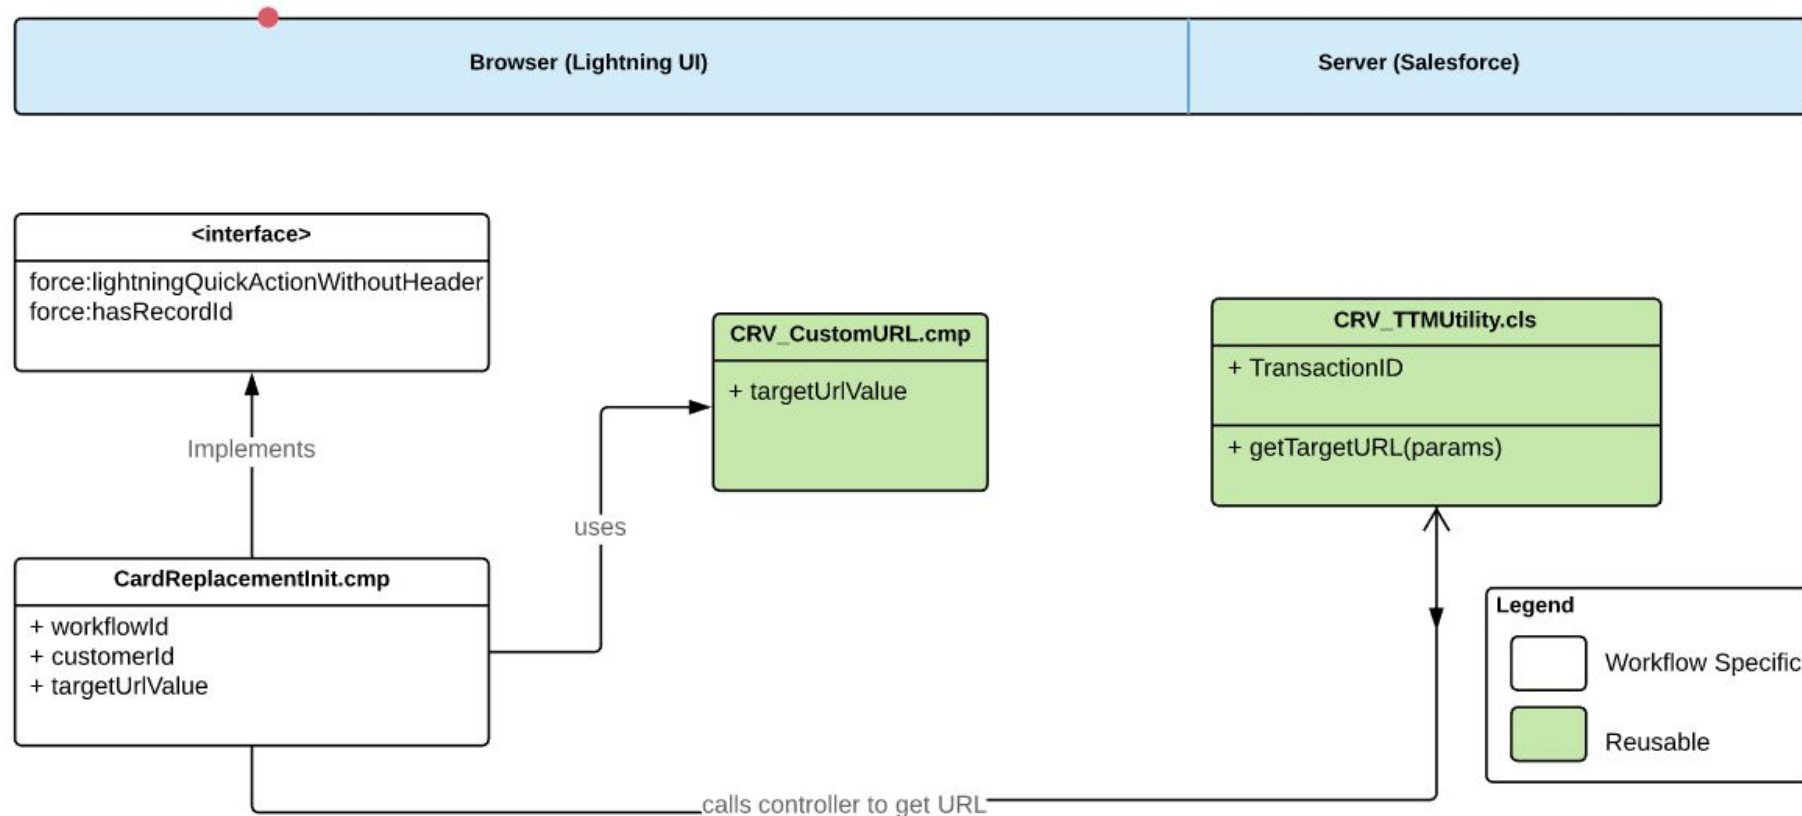 Browser (Lightning UI)
Server (Salesforce)
<interface>
force:lightningQuickActionWithoutHeader
force:hasRecordId
CRV_CustomURL.cmp
+ targetUrlValue
CRV_TTMUtility.cls
+ TransactionID
+ getTargetURL(params)
Implements
uses
CardReplacementInit.cmp
+ workflowId
+ customerId
+ targetUrlValue
Legend
Workflow Specific
Reusable
calls controller to get URL